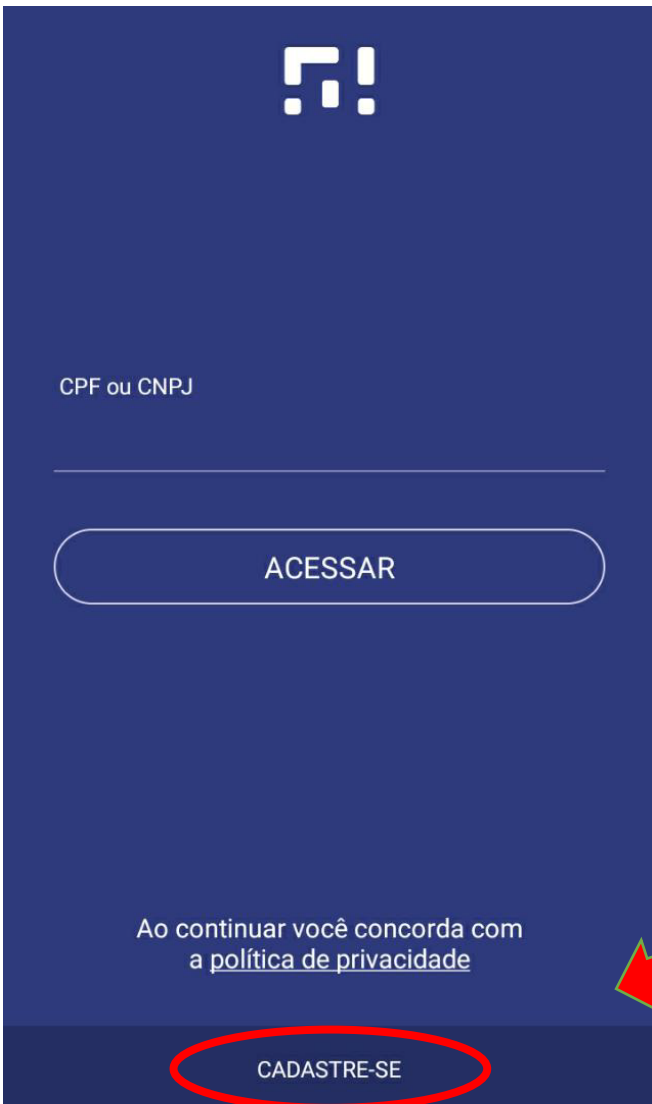 CPF ou CNPJ
ACESSAR
Ao continuar você concorda com
a política de privacidade
CADASTRE-SE